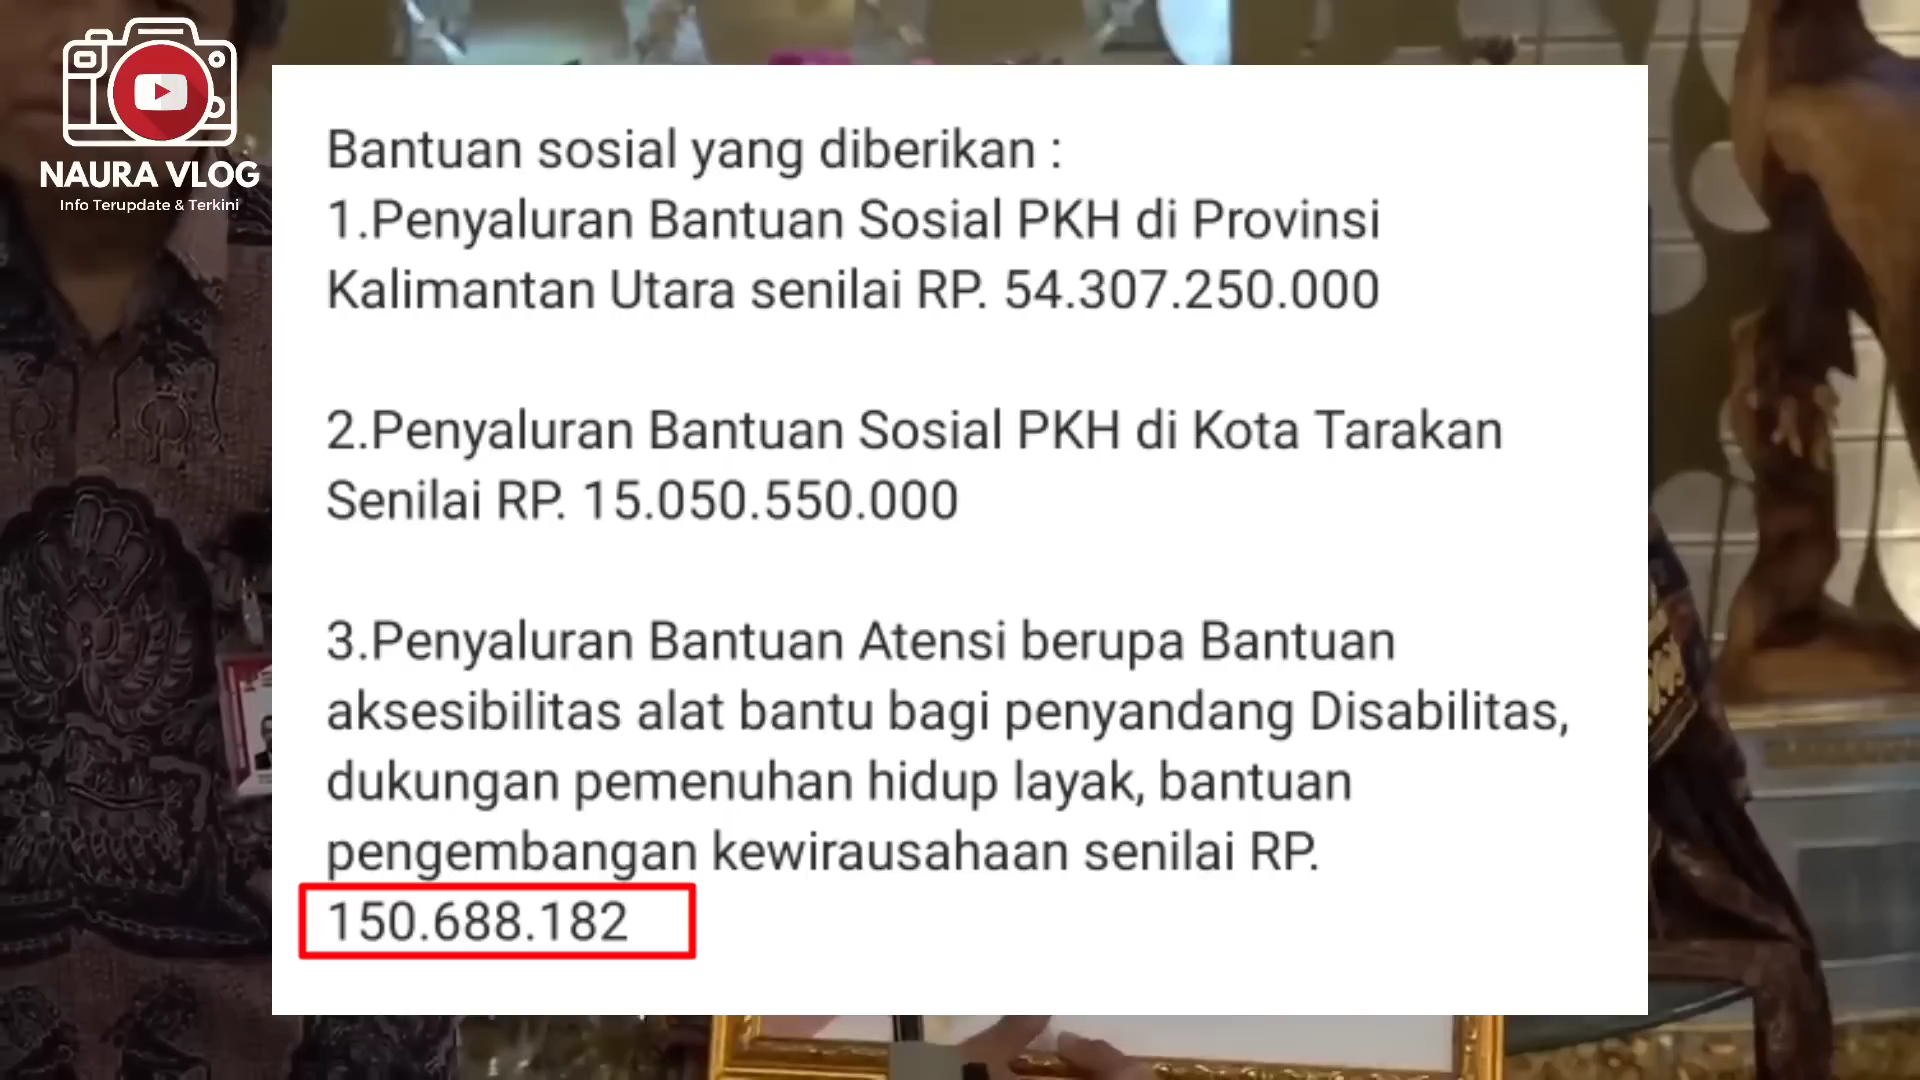 NAURA VLOG
Info Terupdate & Terkini
Bantuan sosial yang diberikan :
1.Penyaluran Bantuan Sosial PKH di Provinsi
Kalimantan Utara senilai RP. 54.307.250.000
2.Penyaluran Bantuan Sosial PKH di Kota Tarakan
Senilai RP. 15.050.550.000
3.Penyaluran Bantuan Atensi berupa Bantuan
aksesibilitas alat bantu bagi penyandang Disabilitas,
dukungan pemenuhan hidup layak, bantuan
pengembangan kewirausahaan senilai RP.
150.688.182